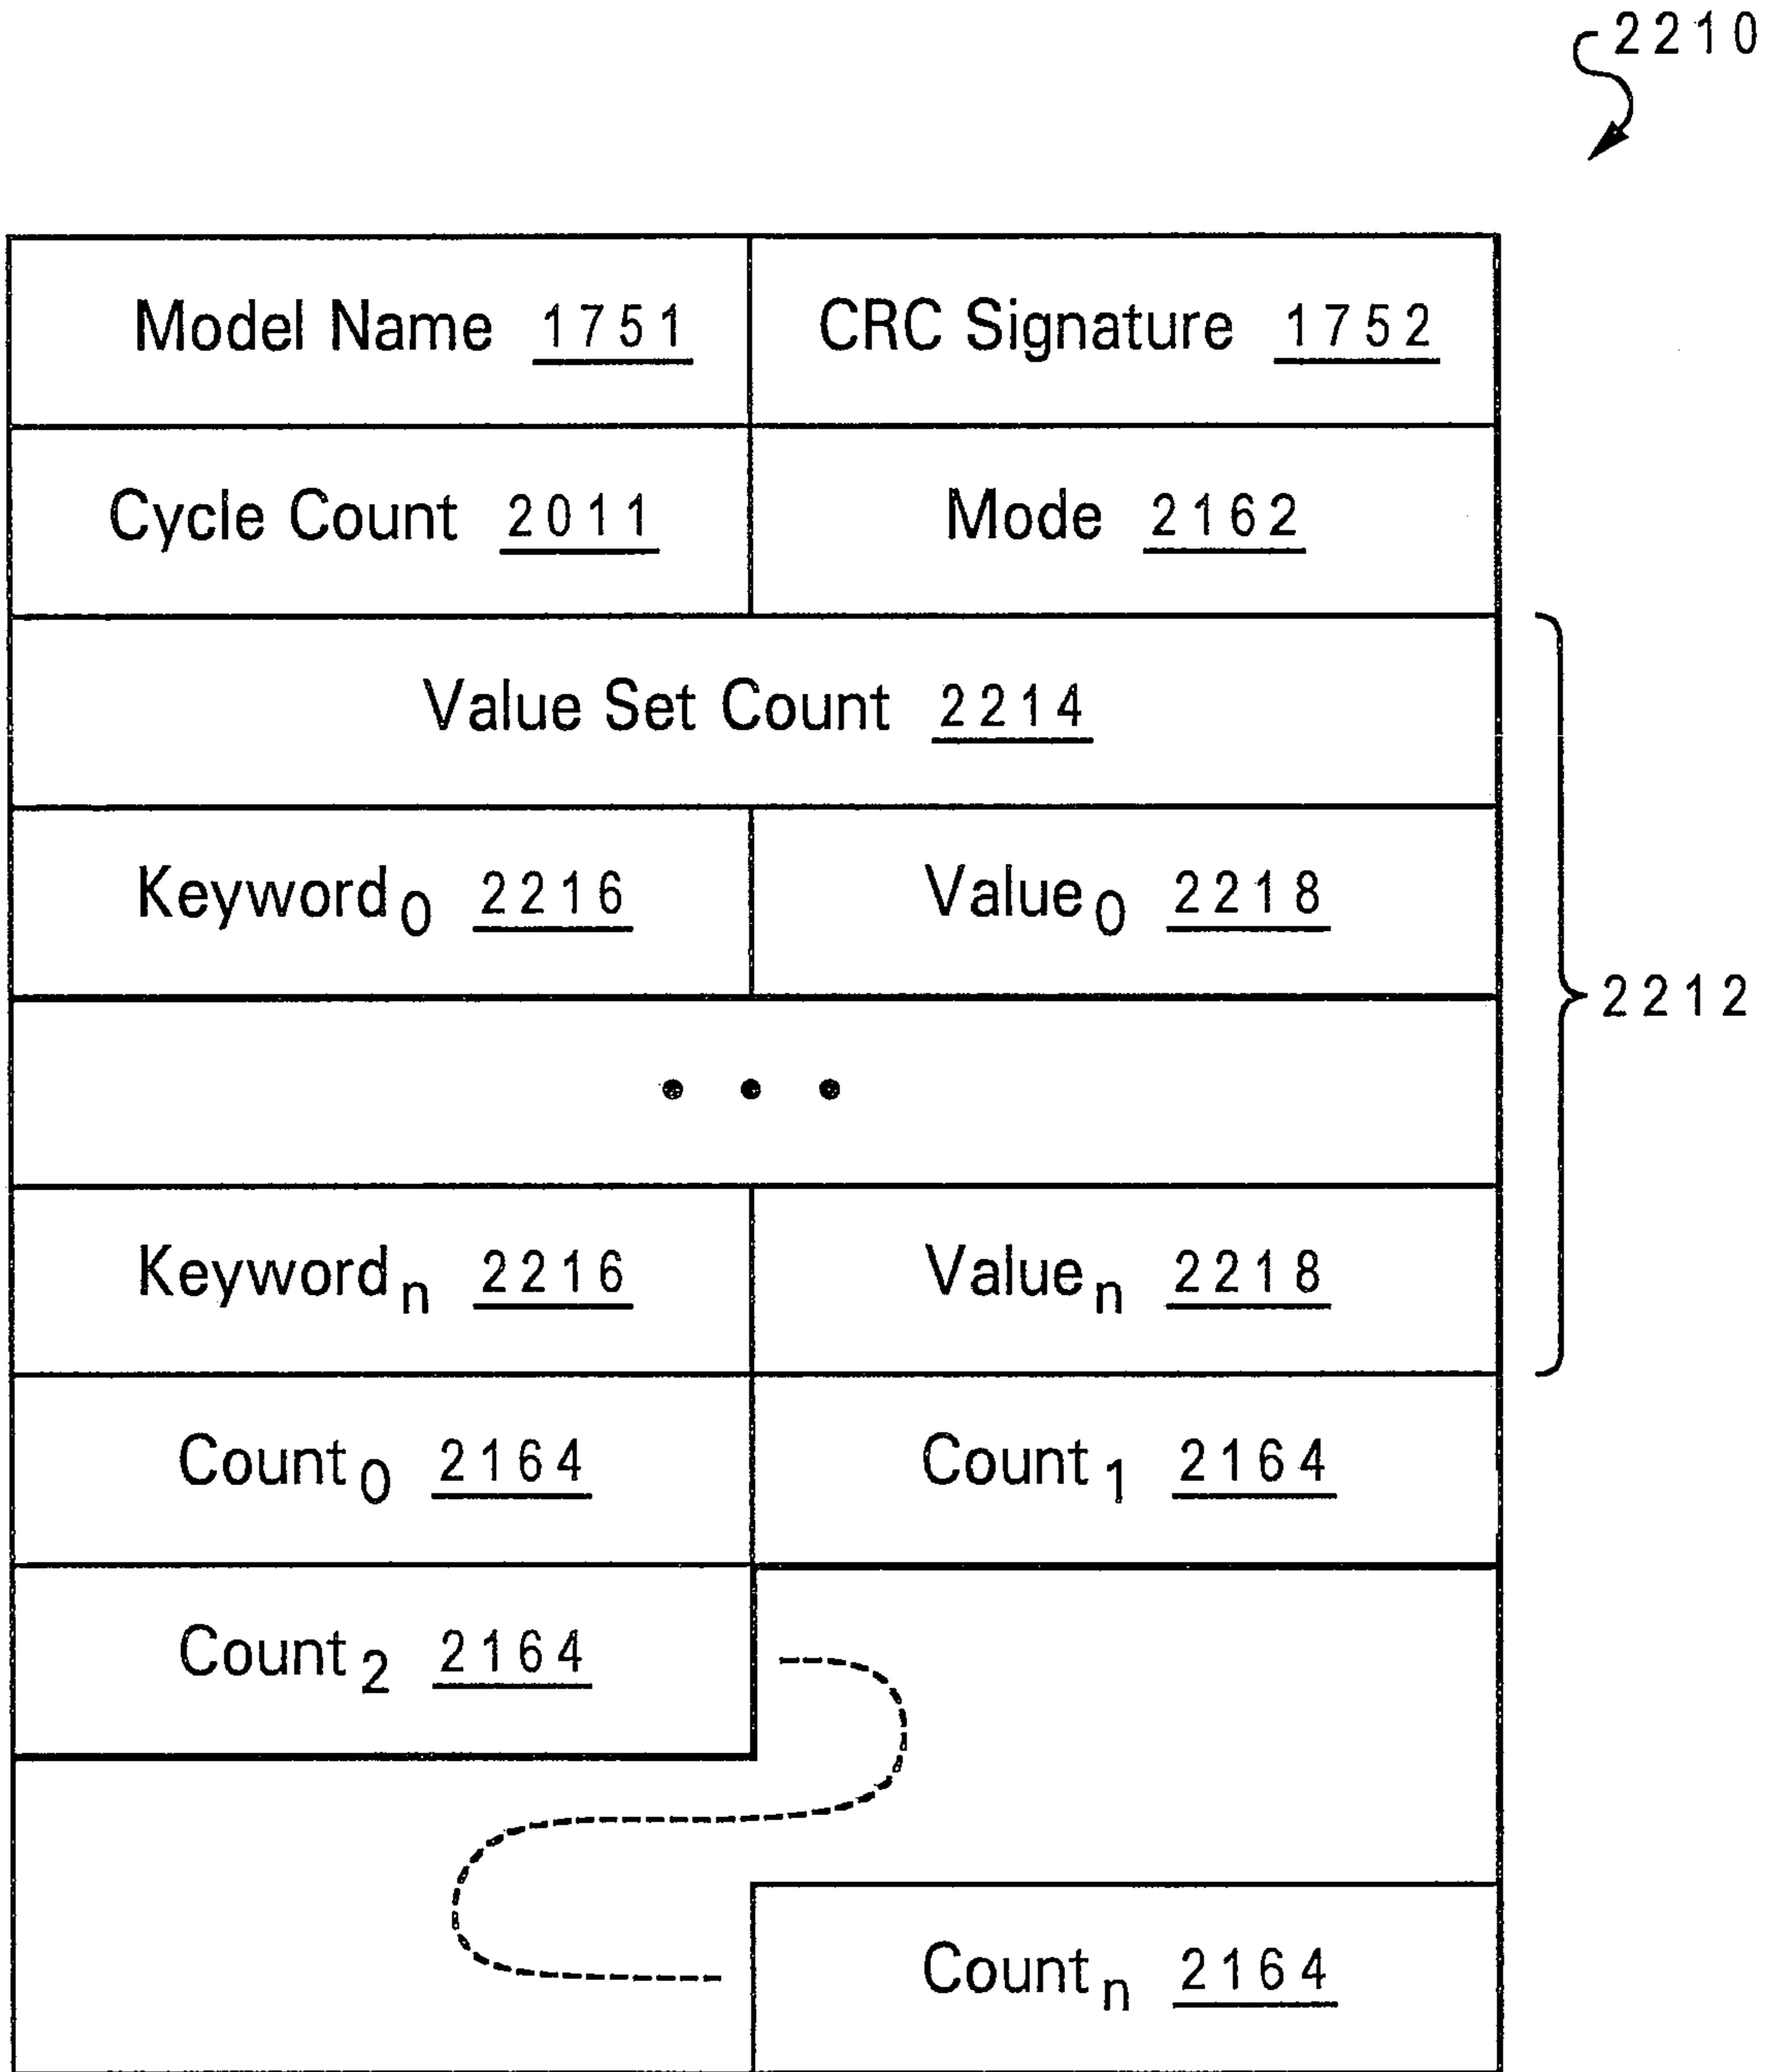 2210
Model Name 1751 CRC Signature 1752
Cycle Count 2011 Mode 2162
Value Set Count 2214
Keyword0 2216 Value0 2218
2212
• • •
Keywordn 2216 Valuen 2218
Count0 2164 Count1 2164
Count2 2164
Countn 2164